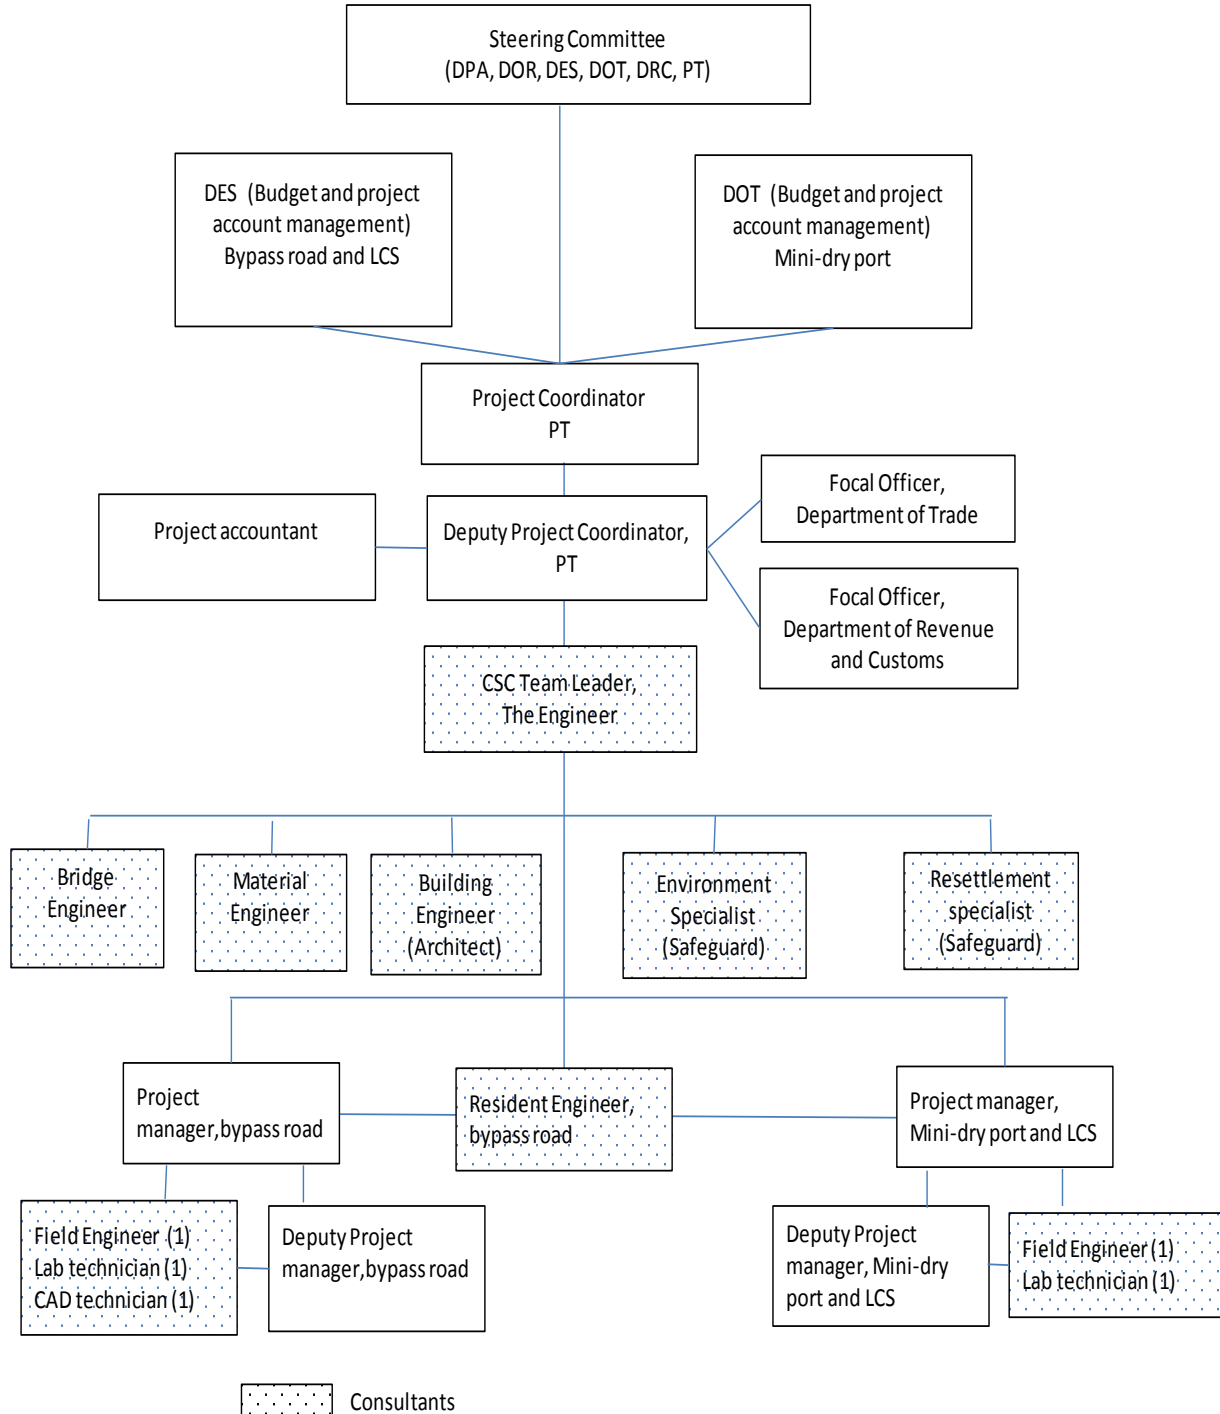 Steering Committee
(DPA, DOR, DES, DOT, DRC, PT)
DES (Budget and project
account management)
Bypass road and LCS
DOT (Budget and project
account management)
Mini-dry port
Project Coordinator
PT
Project accountant
Deputy Project Coordinator,
PT
Focal Officer,
Department of Trade
Focal Officer,
Department of Revenue
and Customs
CSC Team Leader,
The Engineer
Bridge
Engineer
Material
Engineer
Building
Engineer
(Architect)
Environment
Specialist
(Safeguard)
Resettlement
specialist
(Safeguard)
Project
manager,bypass road
Resident Engineer,
bypass road
Project manager,
Mini-dry port and LCS
Field Engineer (1)
Lab technician (1)
CAD technician (1)
Deputy Project
manager,bypass road
Deputy Project
manager, Mini-dry
port and LCS
Field Engineer (1)
Lab technician (1)
Consultants